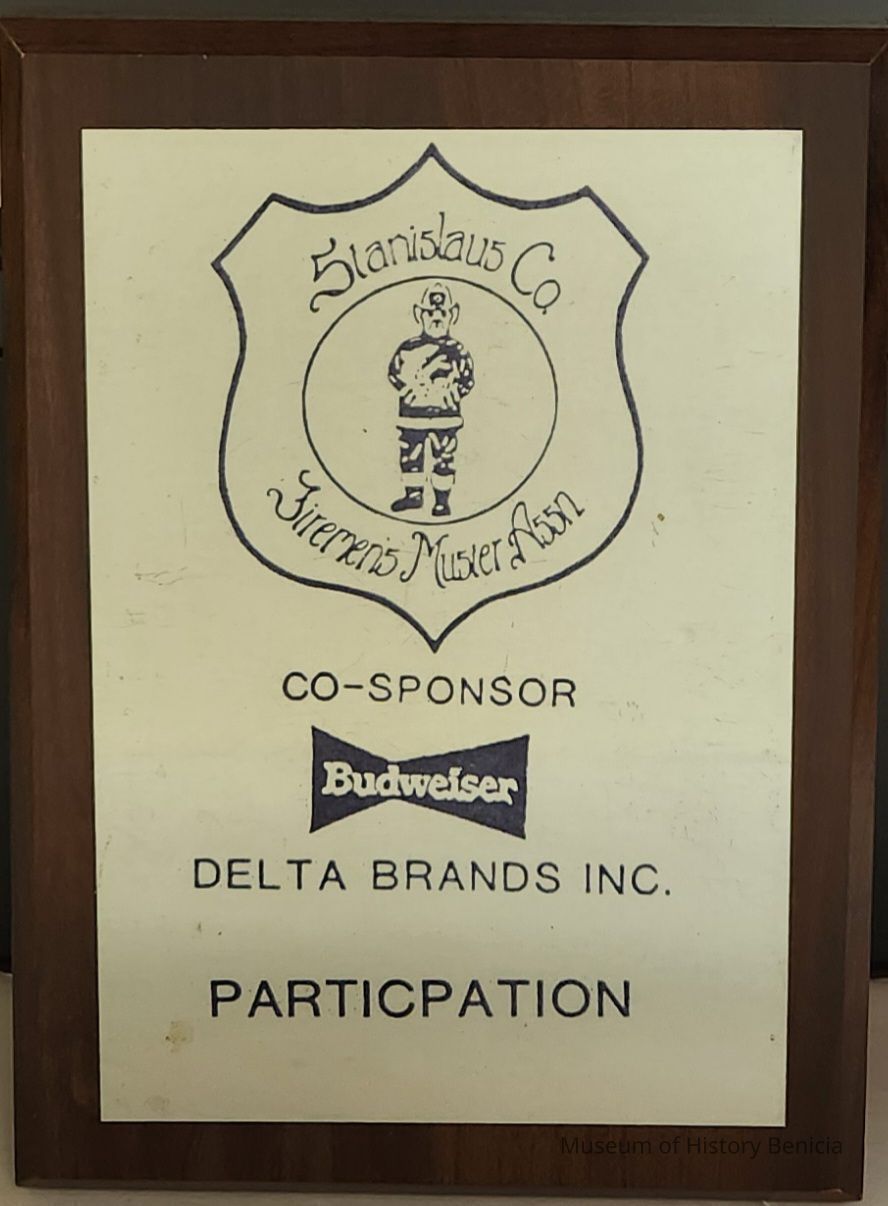 Stanislaus Co.
Firemen's Muster Assn
CO-SPONSOR
Budweiser
DELTA BRANDS INC.
PARTICPATION
Museum of History Benicia